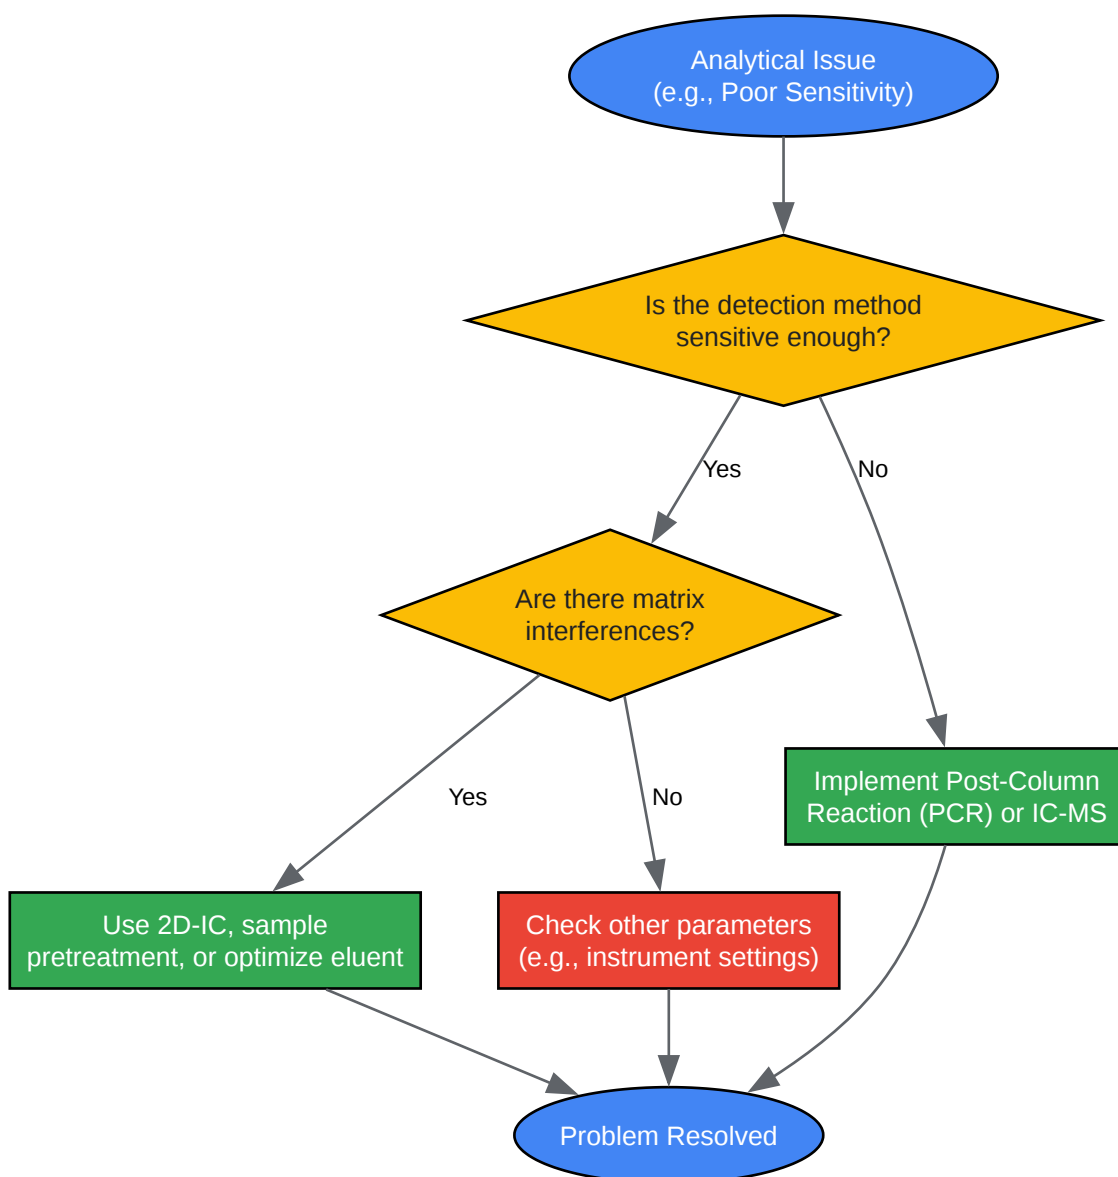 Analytical Issue
(e.g., Poor Sensitivity)
Is the detection method
sensitive enough?
Yes
No
Are there matrix
interferences?
Yes
No
Implement Post-Column
Reaction (PCR) or IC-MS
Use 2D-IC, sample
pretreatment, or optimize eluent
Check other parameters
(e.g., instrument settings)
Problem Resolved